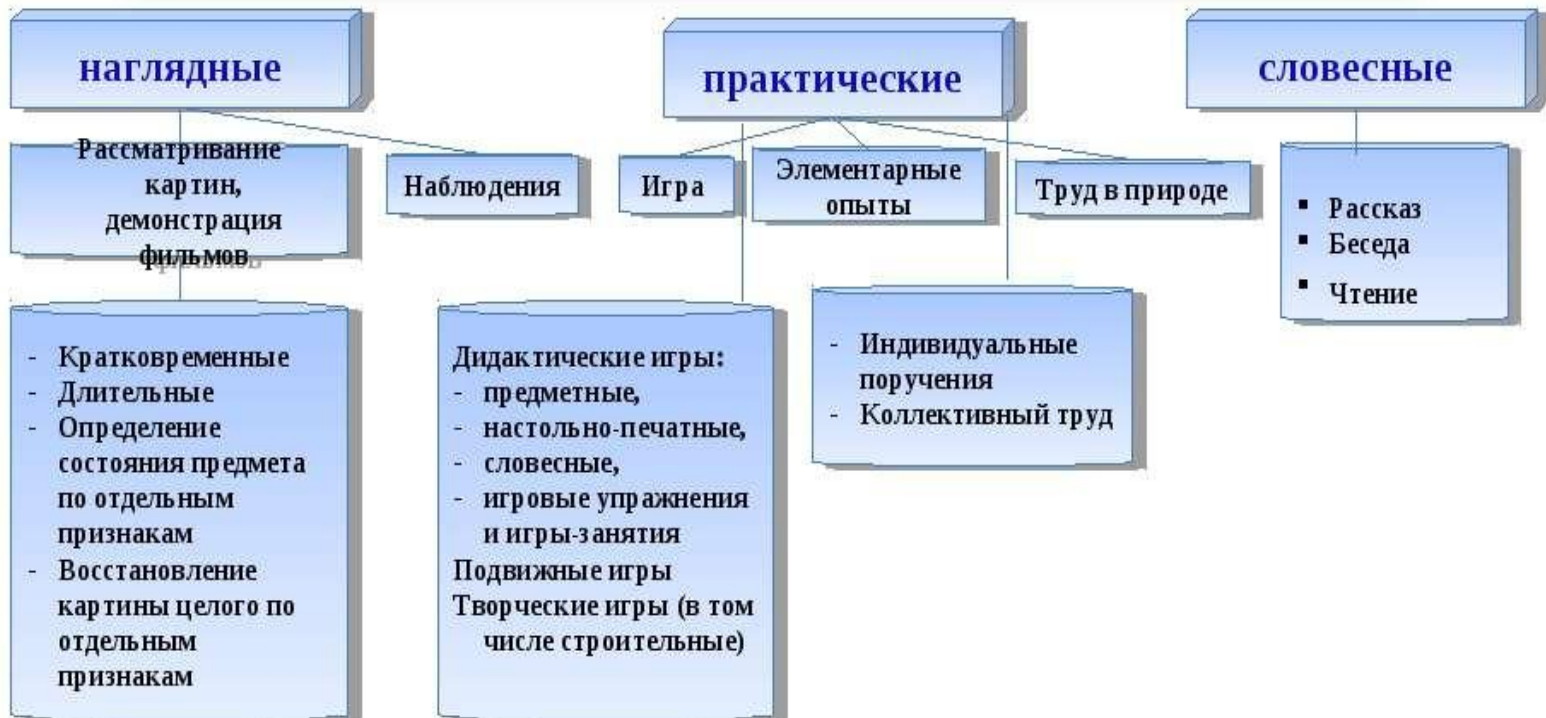 наглядные
практические
словесные
Рассматривание
картин,
демонстрация
фильмов
Наблюдения
Игра
Элементарные
опыты
Труд в природе
▪ Рассказ
▪ Беседа
▪ Чтение
- Кратковременные
- Длительные
- Определение
состояния предмета
по отдельным
признакам
- Восстановление
картины целого по
отдельным
признакам
Дидактические игры:
- предметные,
- настольно-печатные,
- словесные,
- игровые упражнения
и игры-занятия
Подвижные игры
Творческие игры (в том
числе строительные)
- Индивидуальные
поручения
- Коллективный труд